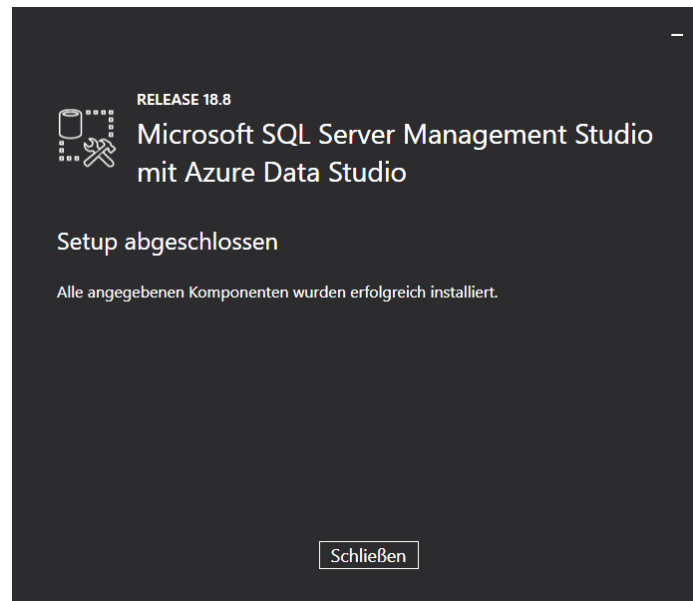 RELEASE 18.8
Microsoft SQL Server Management Studio
mit Azure Data Studio
Setup abgeschlossen
Alle angegebenen Komponenten wurden erfolgreich installiert.
Schließen